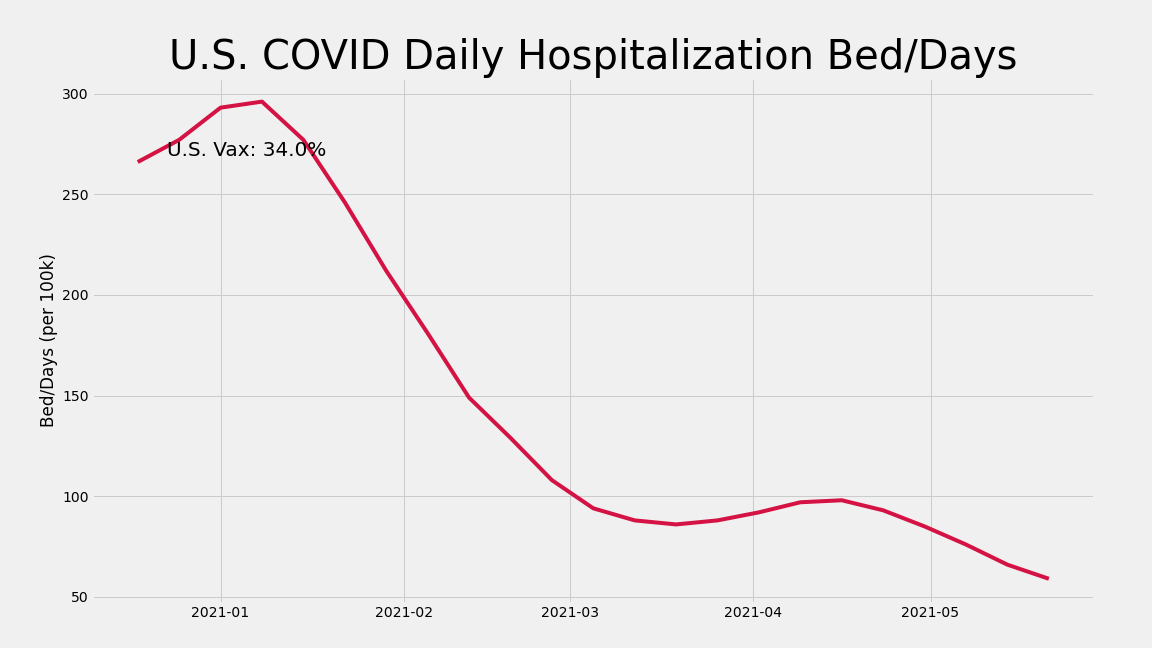 U.S. COVID Daily Hospitalization Bed/Days
300
U.S. Vax: 34.0%
250
200
150
100
50
Bed/Days (per 100k)
2021-01 2021-02 2021-03 2021-04 2021-05